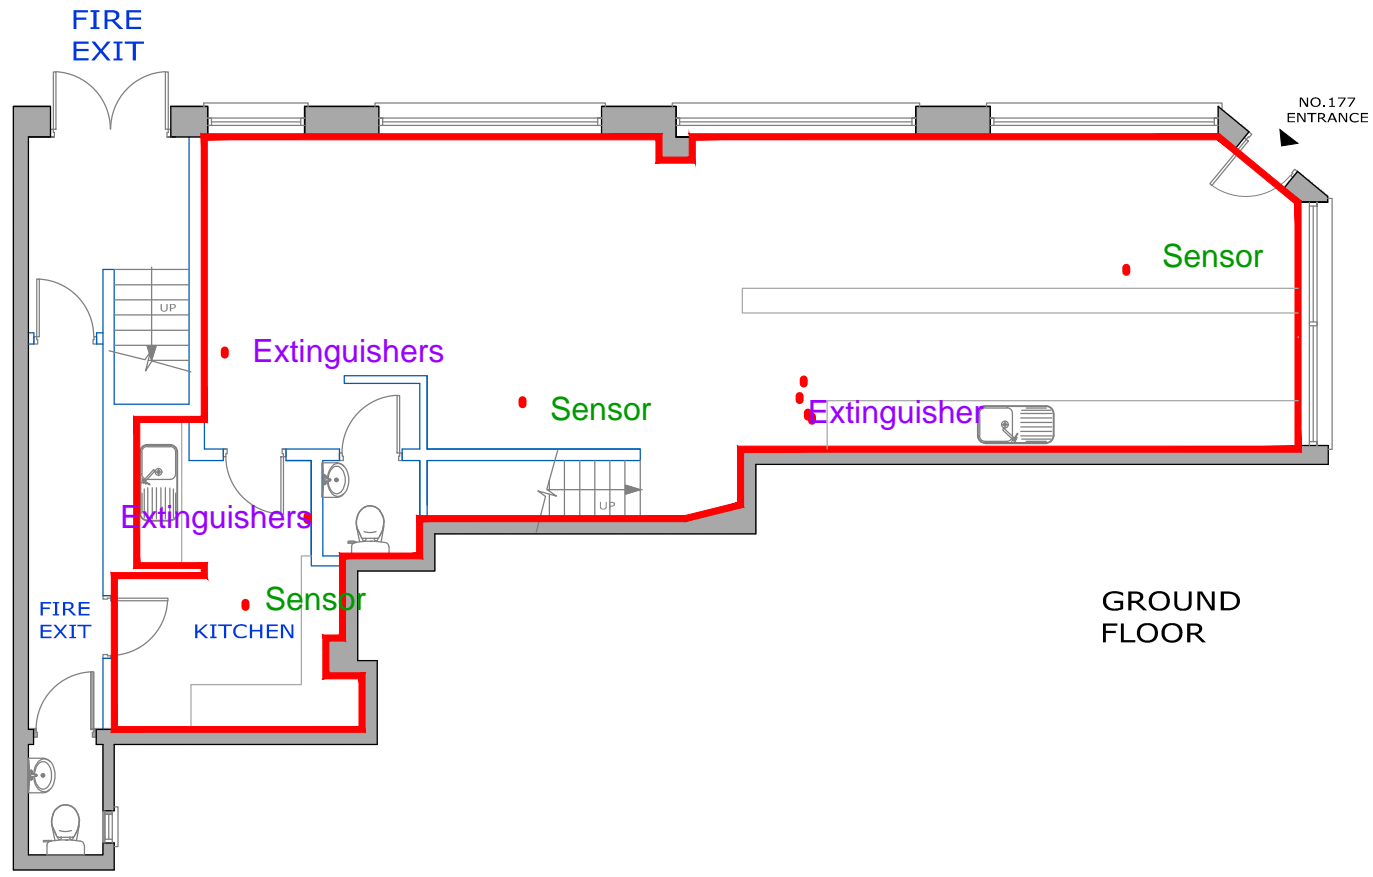 FIRE
EXIT
NO.177
ENTRANCE
Sensor
UP
Extinguishers
Sensor
Extinguisher
Extinguishers
UP
Sensor
FIRE
EXIT
KITCHEN
GROUND
FLOOR